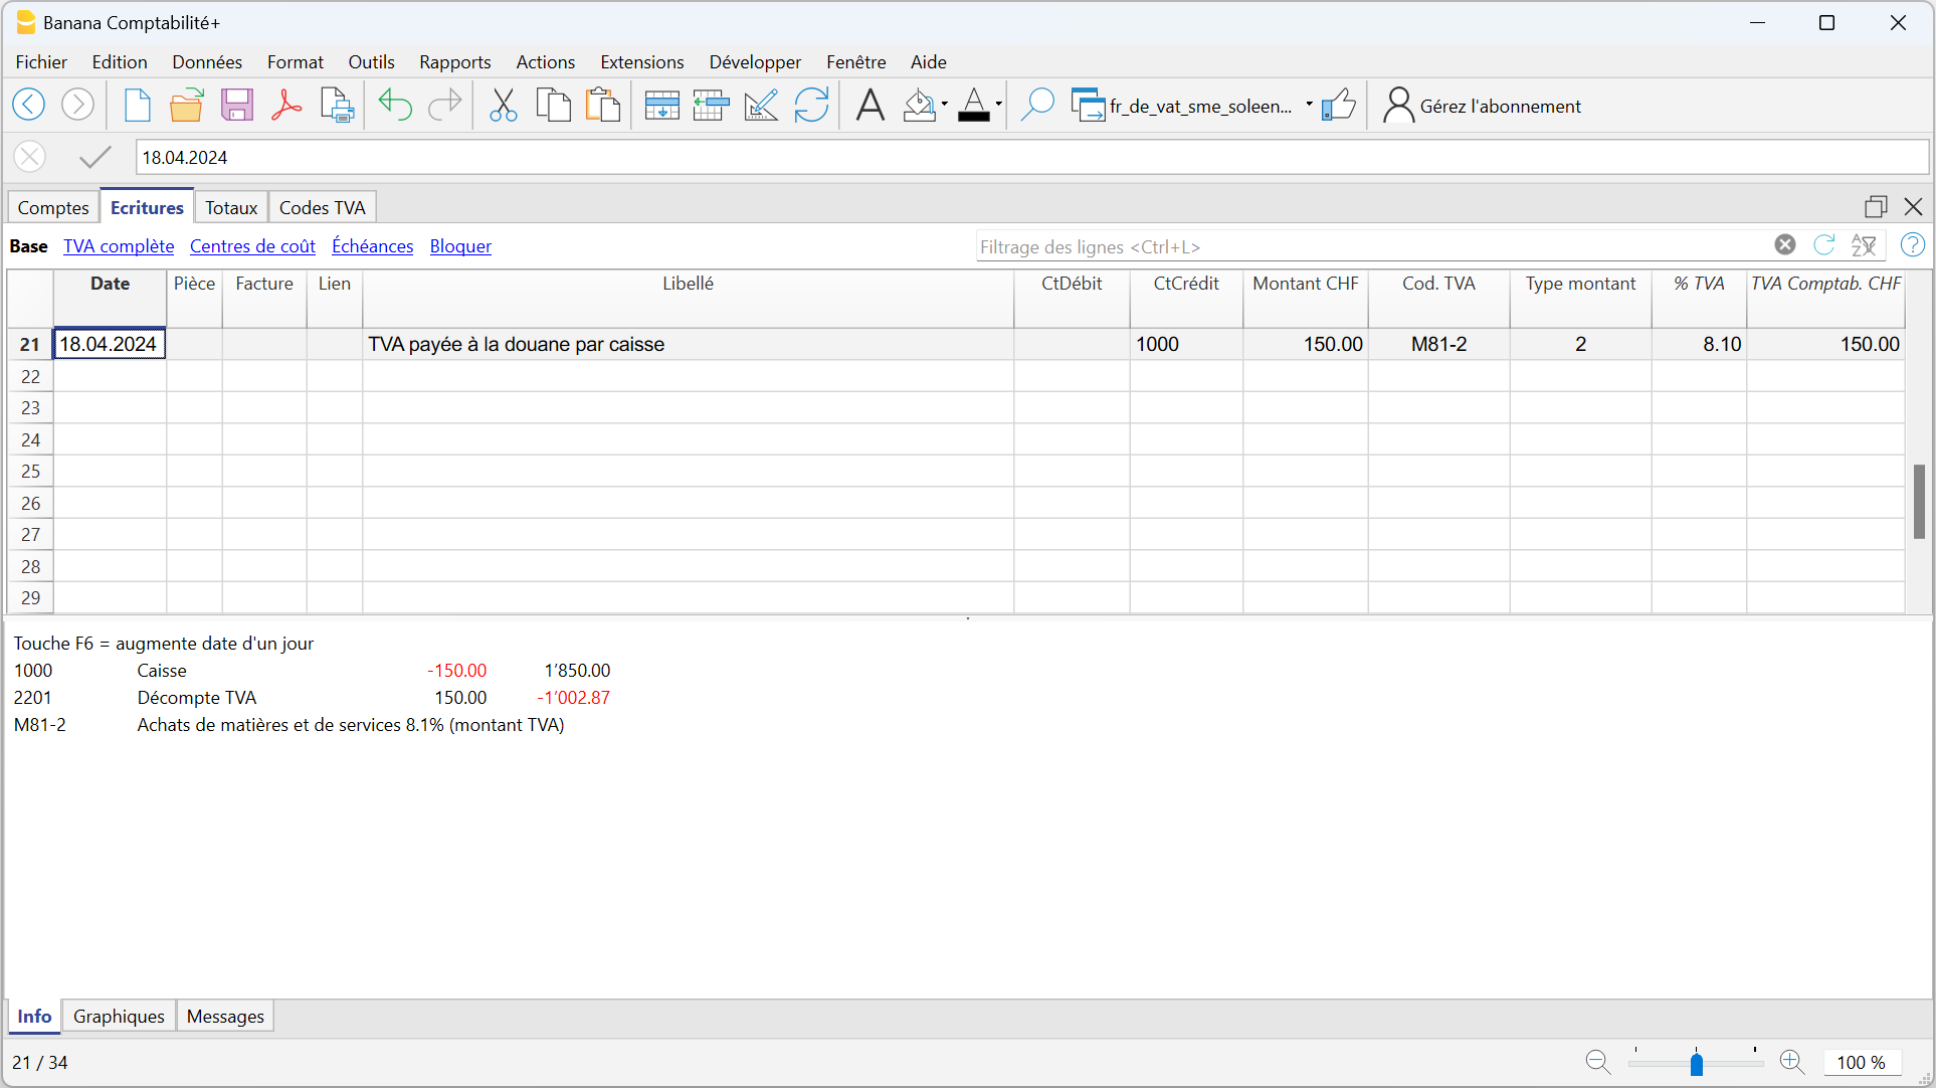 Banana Comptabilité+
Fichier Edition Données Format Outils Rapports Actions Extensions Développer Fenêtre Aide
fr_de_vat_sme_soleen... Gérez l'abonnement
18.04.2024
Comptes Ecritures Totaux Codes TVA
Base TVA complète Centres de coût Échéances Bloquer Filtrage des lignes <Ctrl+L>
Date Pièce Facture Lien Libellé CtDébit CtCrédit Montant CHF Cod. TVA Type montant % TVA TVA Comptab. CHF
21 18.04.2024 TVA payée à la douane par caisse 1000 150.00 M81-2 2 8.10 150.00
22
23
24
25
26
27
28
29
Touche F6 = augmente date d'un jour
1000 Caisse -150.00 1’850.00
2201 Décompte TVA 150.00 -1’002.87
M81-2 Achats de matières et de services 8.1% (montant TVA)
Info Graphiques Messages
21 / 34 100 %